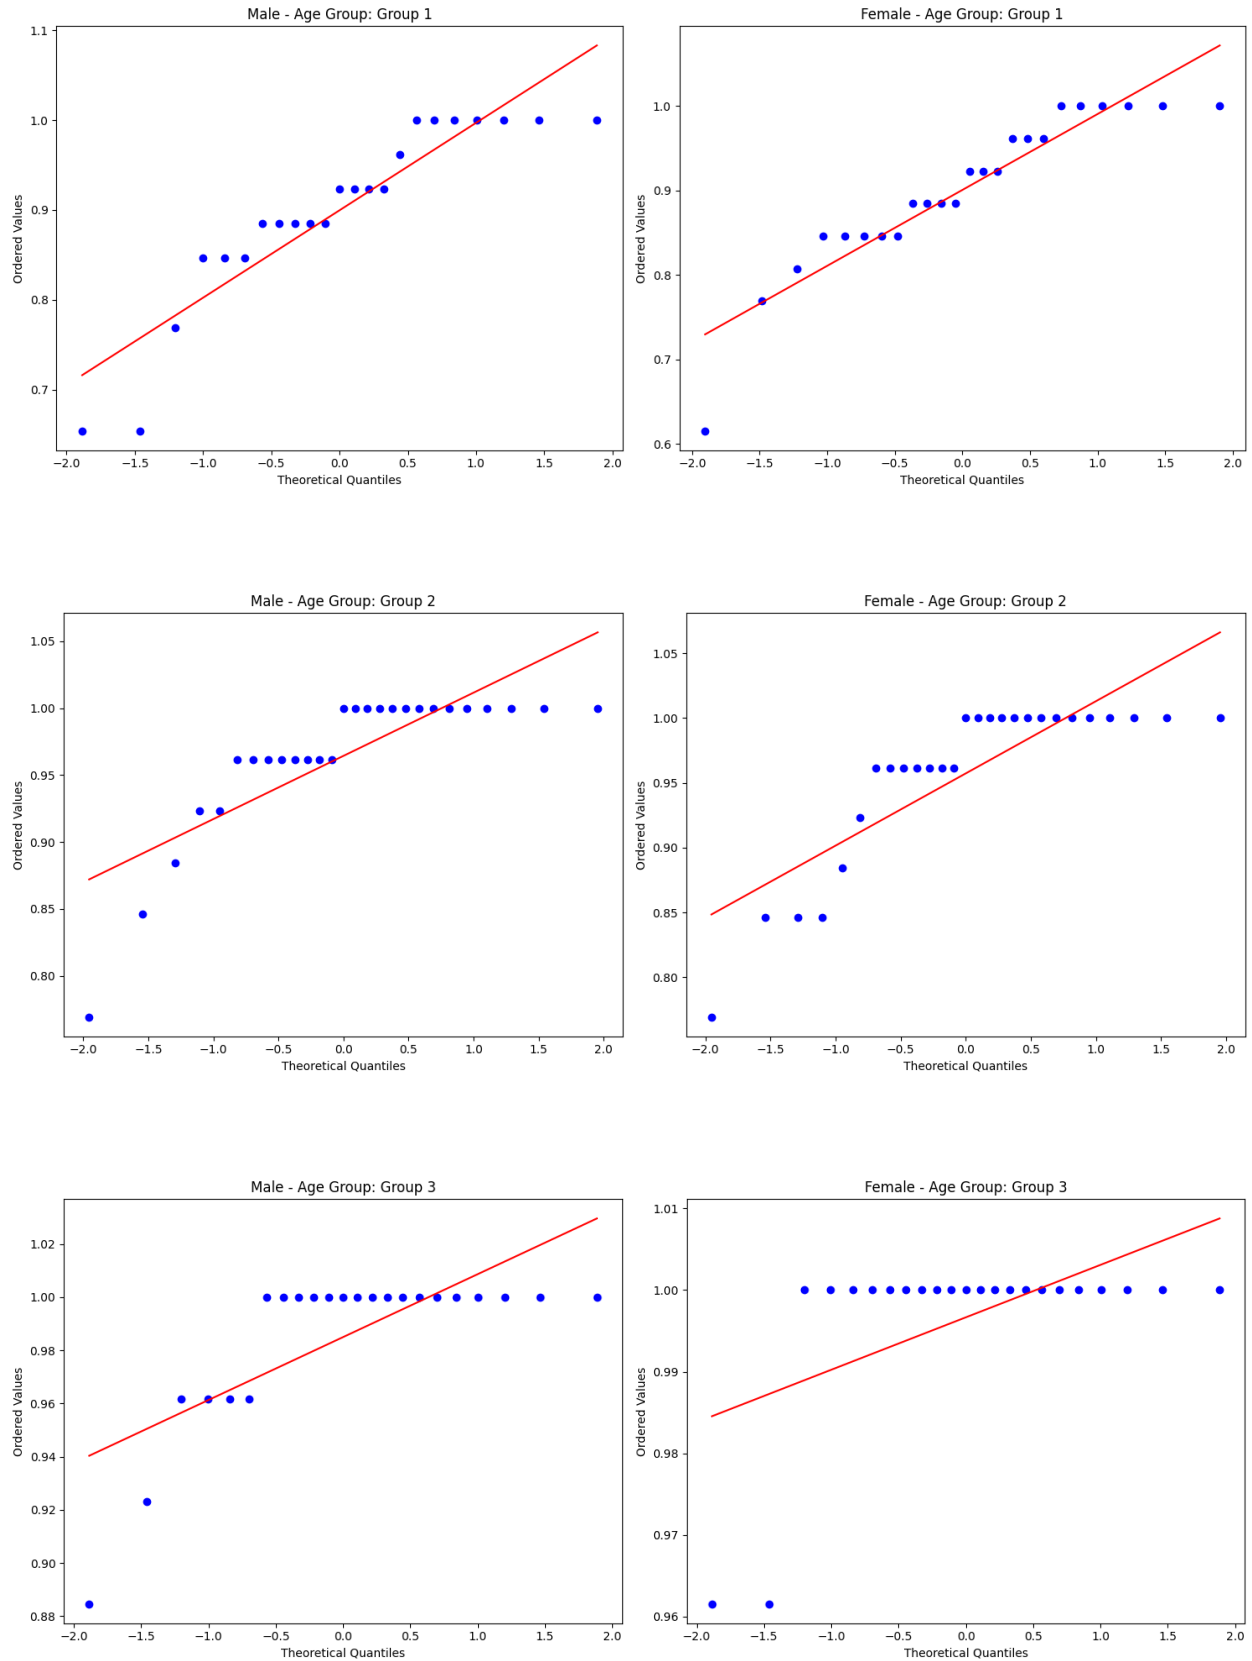 Male - Age Group: Group 1
1.1
1.0
0.9
0.8
0.7
Ordered Values
−2.0 −1.5 −1.0 −0.5 0.0 0.5 1.0 1.5 2.0
Theoretical Quantiles
Female - Age Group: Group 1
1.0
0.9
0.8
0.7
0.6
Ordered Values
−2.0 −1.5 −1.0 −0.5 0.0 0.5 1.0 1.5 2.0
Theoretical Quantiles
Male - Age Group: Group 2
1.05
1.00
0.95
0.90
0.85
0.80
Ordered Values
−2.0 −1.5 −1.0 −0.5 0.0 0.5 1.0 1.5 2.0
Theoretical Quantiles
Female - Age Group: Group 2
1.05
1.00
0.95
0.90
0.85
0.80
Ordered Values
−2.0 −1.5 −1.0 −0.5 0.0 0.5 1.0 1.5 2.0
Theoretical Quantiles
Male - Age Group: Group 3
1.02
1.00
0.98
0.96
0.94
0.92
0.90
0.88
Ordered Values
−2.0 −1.5 −1.0 −0.5 0.0 0.5 1.0 1.5 2.0
Theoretical Quantiles
Female - Age Group: Group 3
1.01
1.00
0.99
0.98
0.97
0.96
Ordered Values
−2.0 −1.5 −1.0 −0.5 0.0 0.5 1.0 1.5 2.0
Theoretical Quantiles